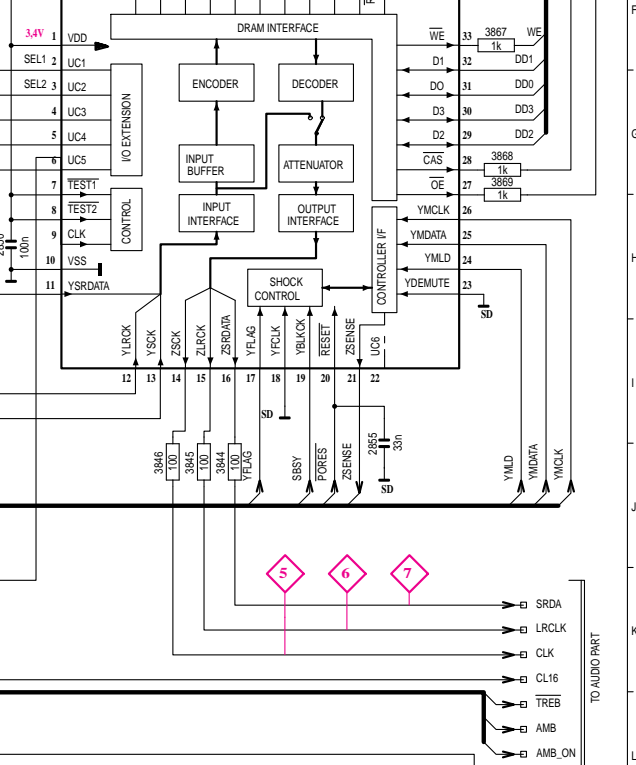 DRAM INTERFACE
3,4V 1 VDD
WE 33 3867 1k WE
SEL1 2 UC1
D1 32 DD1
SEL2 3 UC2
ENCODER
DECODER
DO 31 DD0
4 UC3
I/O EXTENSION
D3 30 DD3
5 UC4
D2 29 DD2
6 UC5
INPUT BUFFER
ATTENUATOR
CAS 28 3868 1k
7 TEST1
OE 27 3869 1k
8 TEST2
CONTROL
INPUT INTERFACE
OUTPUT INTERFACE
CONTROLLER I/F
YMCLK 26
9 CLK
YMDATA 25
100n
10 VSS
YMLD 24
11 YSRDATA
SHOCK CONTROL
YDEMUTE 23
SD
YLRCK
YSCK
ZSCK
ZLRCK
ZSRDATA
YFLAG
YFCLK
YBLKCK
RESET
ZSENSE
UC6
12 13 14 15 16 17 18 19 20 21 22
SD
3846 100
3845 100
3844 100
YFLAG
SBSY
PORES
ZSENSE
2855 33n
SD
YMLD
YMDATA
YMCLK
5 6 7
SRDA
LRCLK
CLK
CL16
TREB
AMB
AMB_ON
TO AUDIO PART
G
H
I
J
K
L